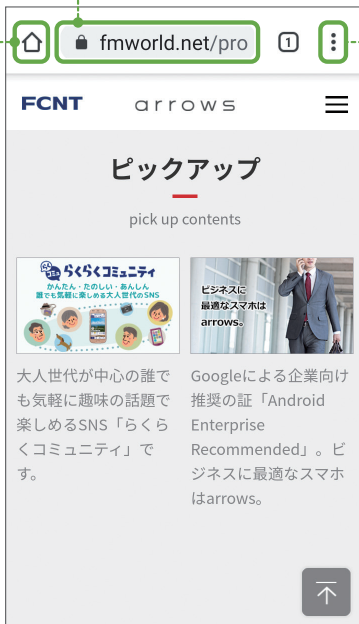 fmworld.net/pro
1
FCNT
arrows
ピックアップ
pick up contents
らくらくコミュニティ
かんたん・たのしい・あんしん
誰でも気軽に楽しめる大人世代のSNS
ビジネスに
最適なスマホは
arrows。
大人世代が中心の誰で
も気軽に趣味の話題で
楽しめるSNS「らくら
くコミュニティ」で
す。
Googleによる企業向け
推奨の証「Android
Enterprise
Recommended」。ビ
ジネスに最適なスマホ
はarrows。